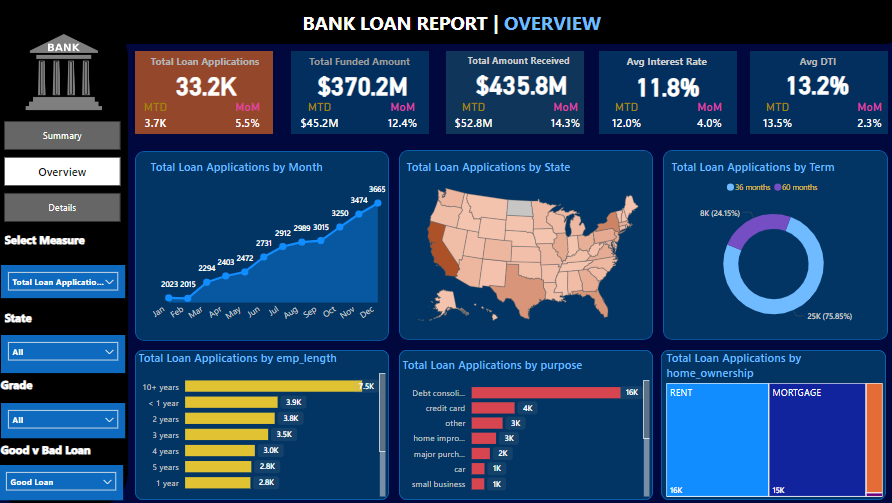 BANK LOAN REPORT | OVERVIEW
BANK
Summary
Overview
Details
Select Measure
Total Loan Applicatio...
State
All
Grade
All
Good v Bad Loan
Good Loan
Total Loan Applications
33.2K
MTD MoM
3.7K 5.5%
Total Funded Amount
$370.2M
MTD MoM
$45.2M 12.4%
Total Amount Received
$435.8M
MTD MoM
$52.8M 14.3%
Avg Interest Rate
11.8%
MTD MoM
12.0% 4.0%
Avg DTI
13.2%
MTD MoM
13.5% 2.3%
Total Loan Applications by Month
2023 2015 2294 2403 2472 2731 2912 2989 3015 3250 3474 3665
Jan Feb Mar Apr May Jun Jul Aug Sep Oct Nov Dec
Total Loan Applications by State
Total Loan Applications by Term
36 months 60 months
8K (24.15%)
25K (75.85%)
Total Loan Applications by emp_length
10+ years 7.5K
< 1 year 3.9K
2 years 3.8K
3 years 3.5K
4 years 3.0K
5 years 2.8K
1 year 2.8K
Total Loan Applications by purpose
Debt consoli... 16K
credit card 4K
other 3K
home impro... 3K
major purch... 2K
car 1K
small business 1K
Total Loan Applications by
home_ownership
RENT
16K
MORTGAGE
15K